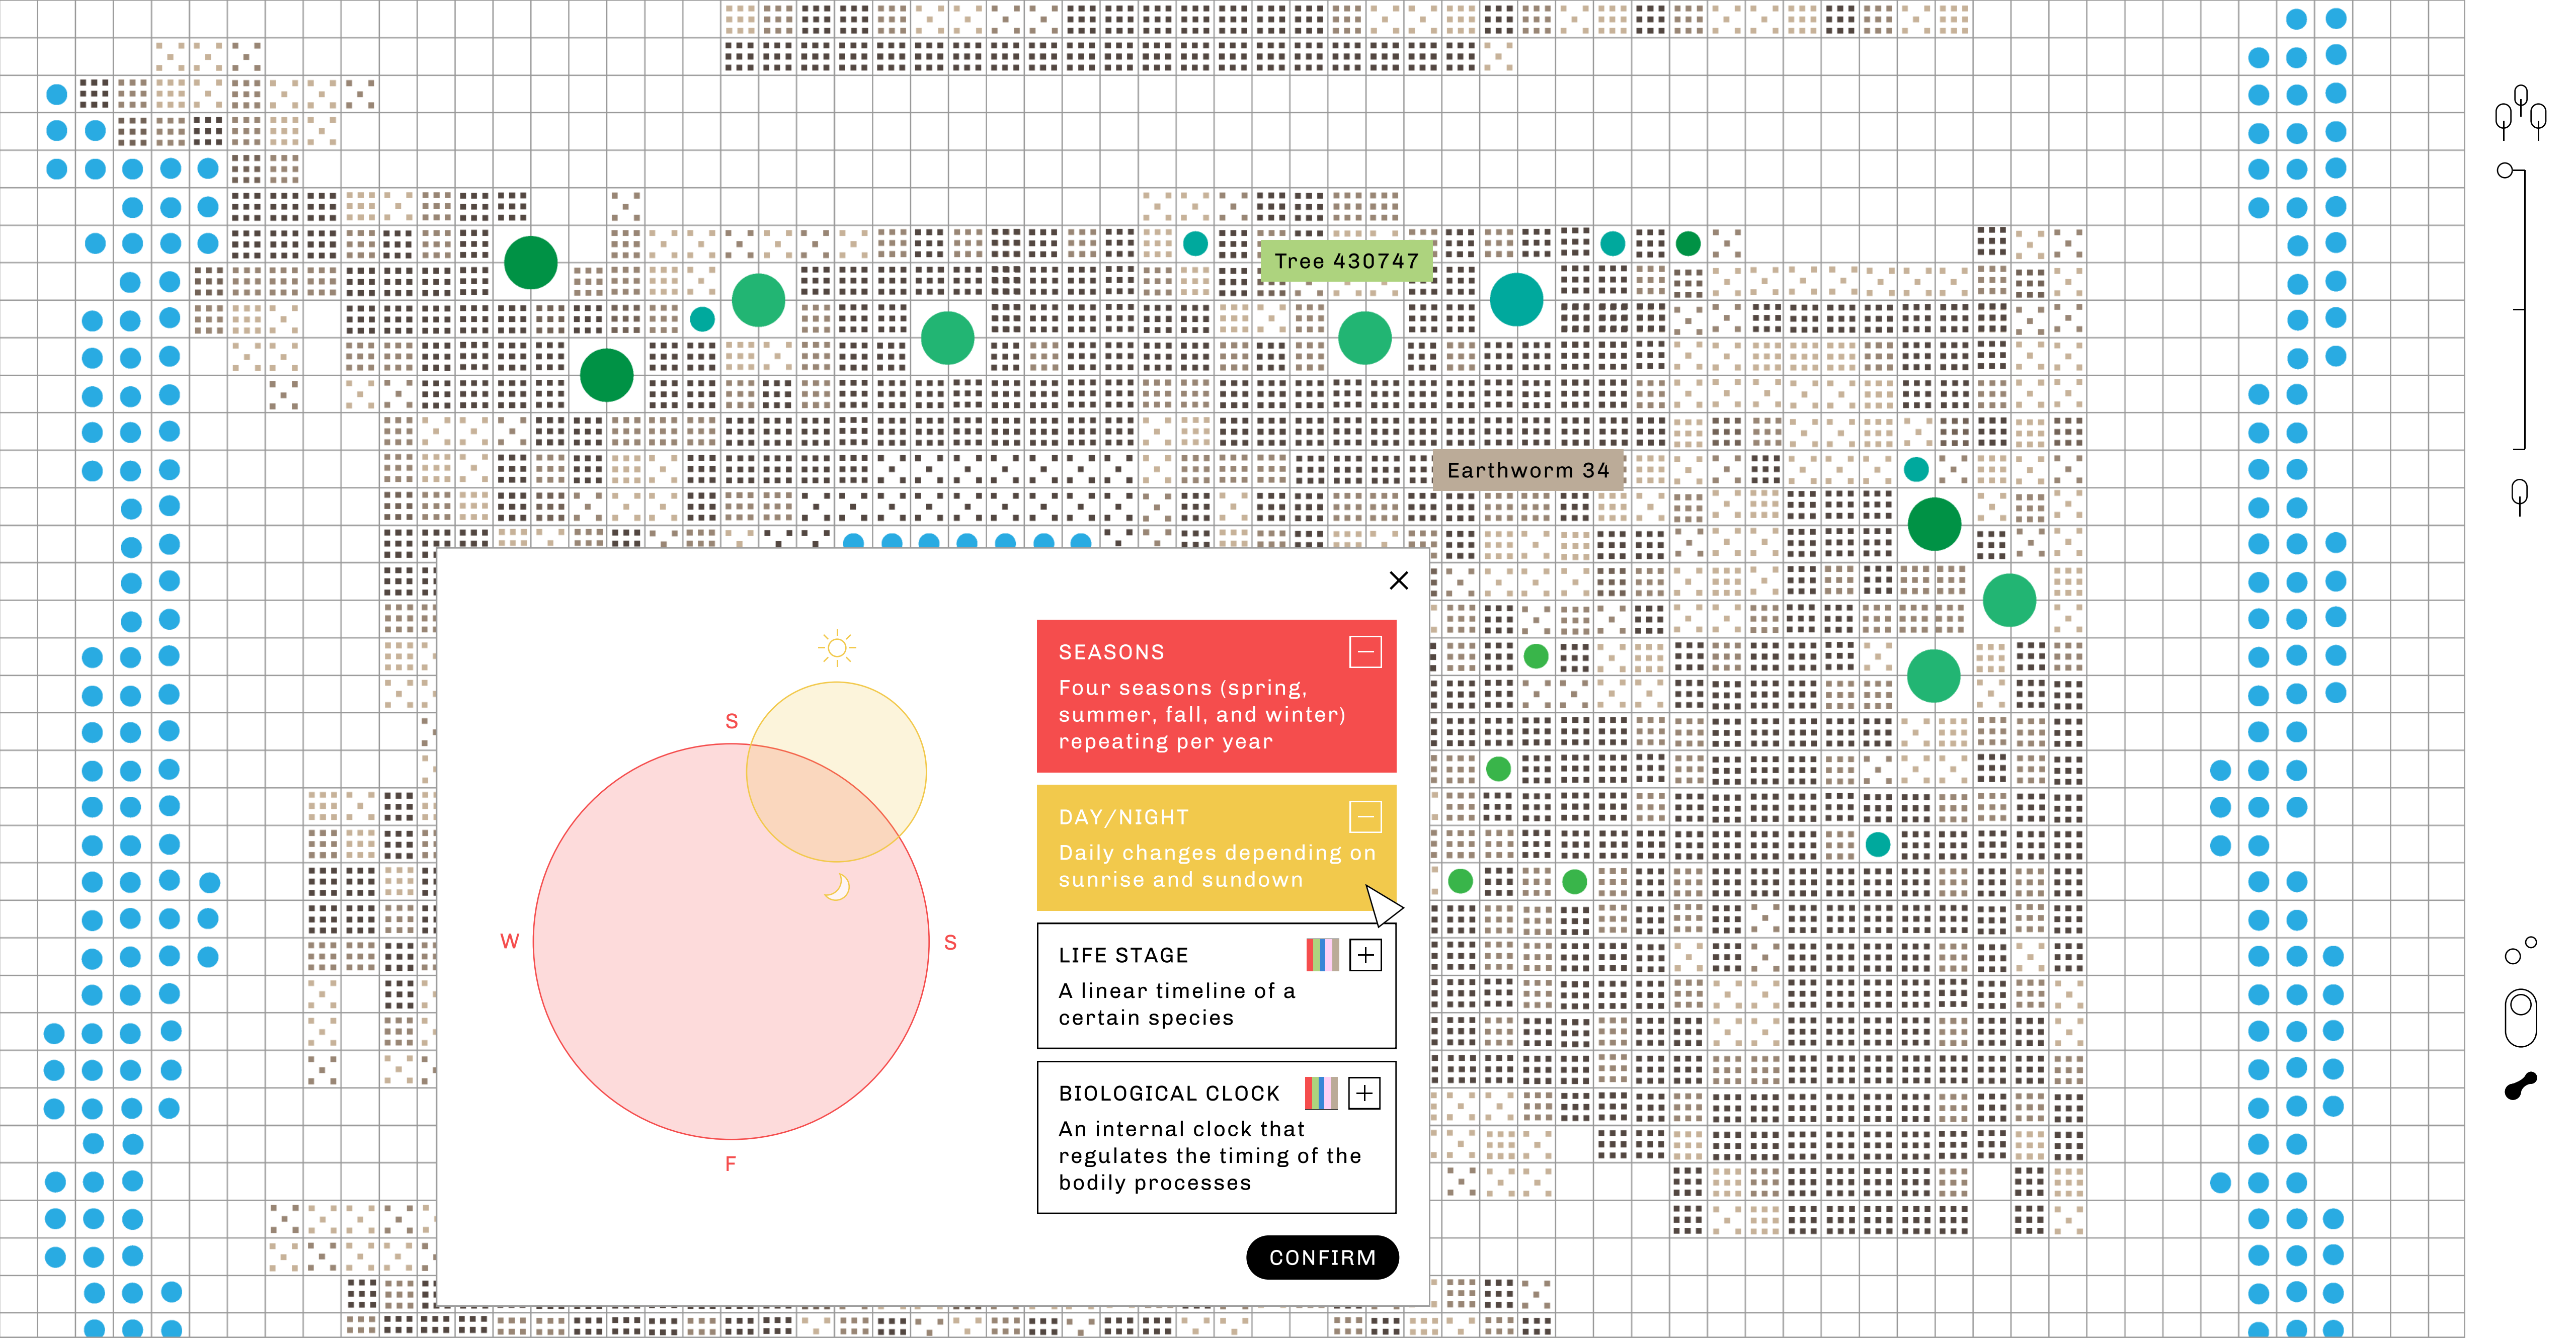 Tree 430747
Earthworm 34
S
W
S
F
SEASONS
Four seasons (spring,
summer, fall, and winter)
repeating per year
DAY/NIGHT
Daily changes depending on
sunrise and sundown
LIFE STAGE
A linear timeline of a
certain species
BIOLOGICAL CLOCK
An internal clock that
regulates the timing of the
bodily processes
CONFIRM